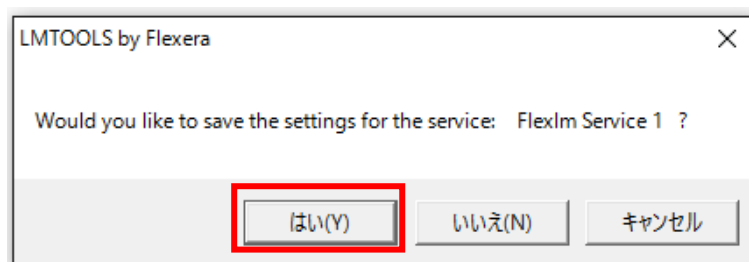 LMTOOLS by Flexera
Would you like to save the settings for the service: Flexlm Service 1 ?
はい(Y) いいえ(N) キャンセル